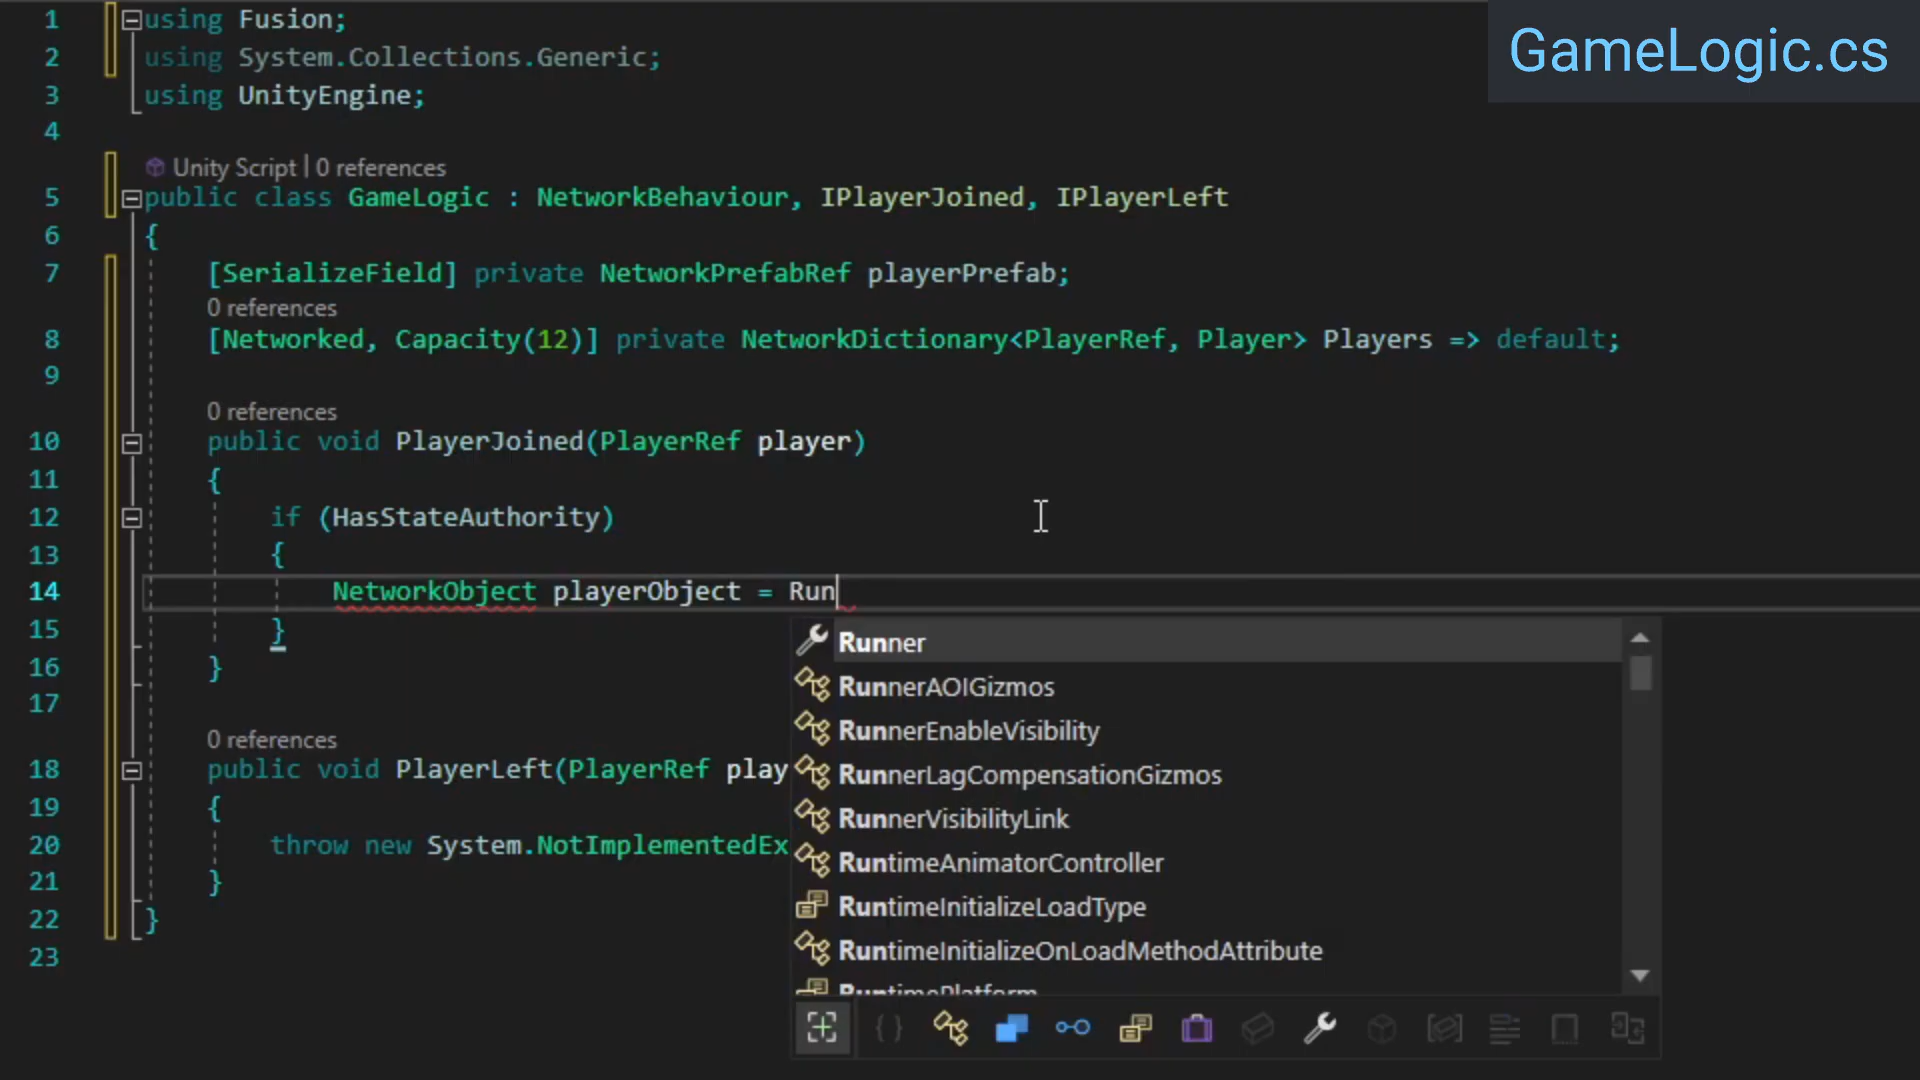 GameLogic.cs
1 using Fusion;
2 using System.Collections.Generic;
3 using UnityEngine;
4
Unity Script | 0 references
5 public class GameLogic : NetworkBehaviour, IPlayerJoined, IPlayerLeft
6 {
7 [SerializeField] private NetworkPrefabRef playerPrefab;
0 references
8 [Networked, Capacity(12)] private NetworkDictionary<PlayerRef, Player> Players => default;
9
0 references
10 public void PlayerJoined(PlayerRef player)
11 {
12 if (HasStateAuthority)
13 {
14 NetworkObject playerObject = Run
15 }
16 }
17
0 references
18 public void PlayerLeft(PlayerRef play
19 {
20 throw new System.NotImplementedEx
21 }
22 }
23
Runner
RunnerAOIGizmos
RunnerEnableVisibility
RunnerLagCompensationGizmos
RunnerVisibilityLink
RuntimeAnimatorController
RuntimeInitializeLoadType
RuntimeInitializeOnLoadMethodAttribute
RuntimePlatform